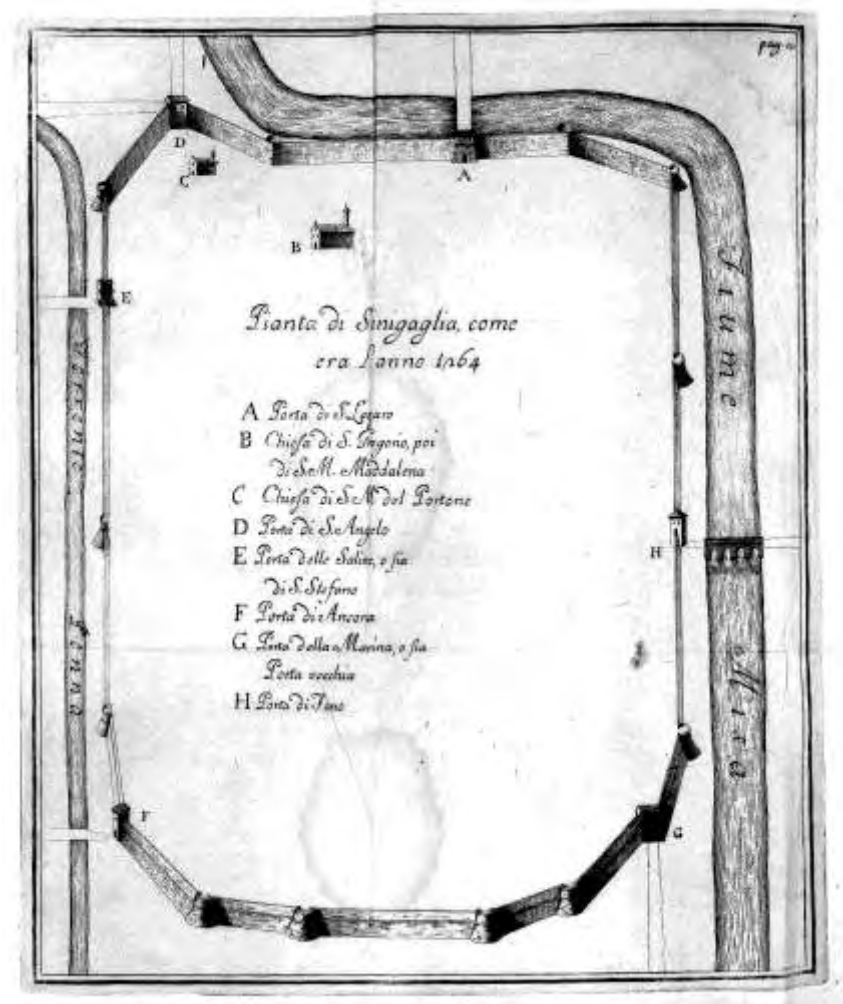 pag.
D
C
A
B
E
Pianta di Sinigaglia, come
era l'anno 1264
A Porta di S. Lazaro
B Chiesa di S. Gregorio, poi
di S. M. Maddalena
C Chiesa di S. M. del Portone
D Porta di S. Angelo
E Porta delle Saline, o sia
di S. Stefano
F Porta di Ancona
G Porta della Marina, o sia
Porta vecchia
H Porta di Fano
H
F
G
Fiume
Misa
Penna